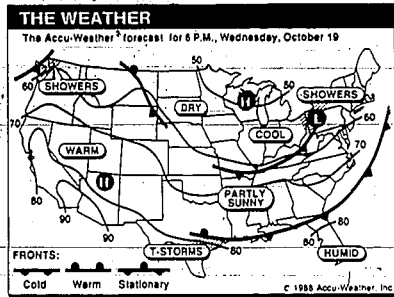 THE WEATHER
The Accu-Weather forecast for 6 P.M., Wednesday, October 19
50
60
SHOWERS
H
50
SHOWERS
DRY
L
60
70
COOL
70
WARM
H
PARTLY
SUNNY
80
90
90
80
80
60
T-STORMS
80
HUMID
FRONTS:
Cold Warm Stationary
© 1988 Accu-Weather, Inc.